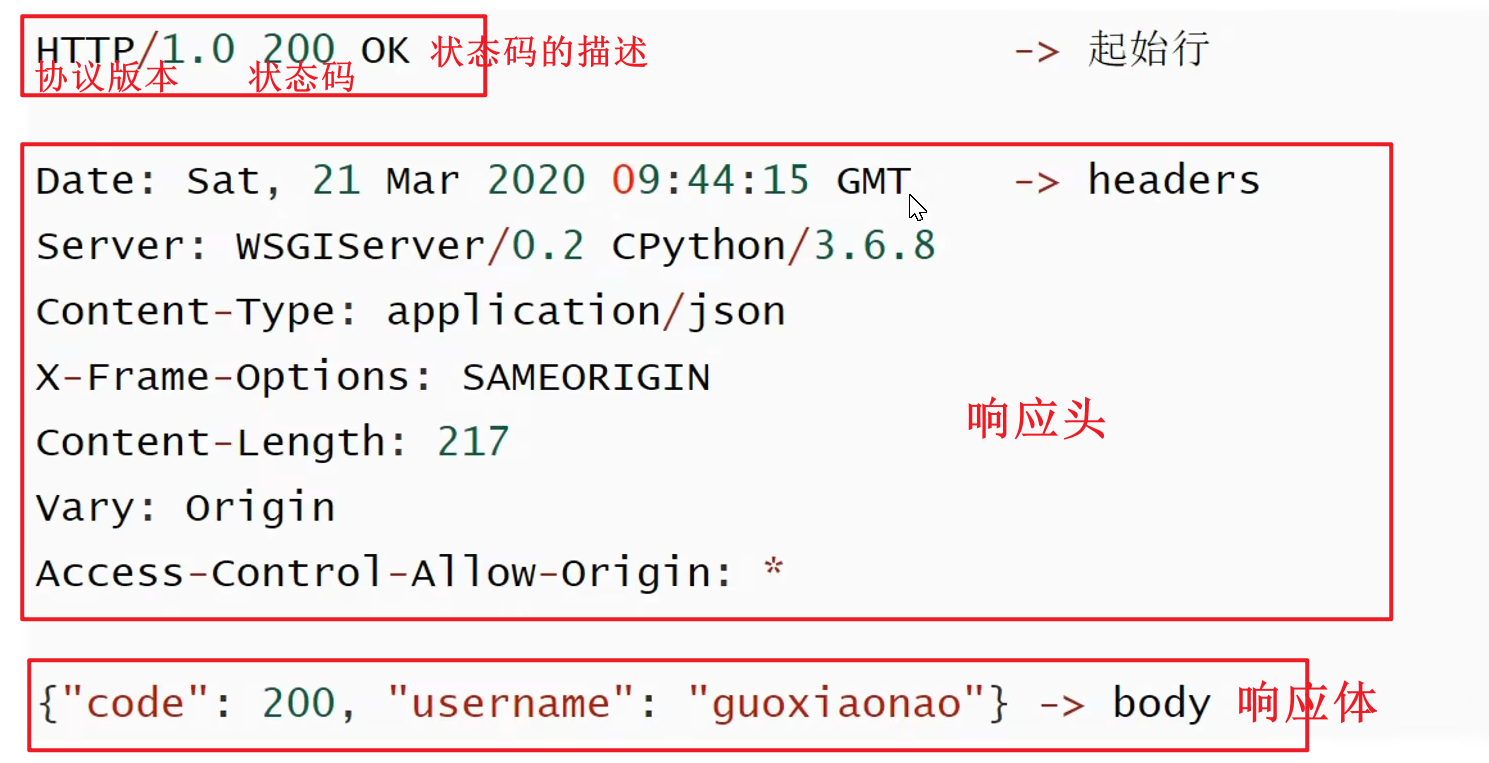 HTTP/1.0 200 OK 状态码的描述 -> 起始行
协议版本 状态码
Date: Sat, 21 Mar 2020 09:44:15 GMT -> headers
Server: WSGIServer/0.2 CPython/3.6.8
Content-Type: application/json
X-Frame-Options: SAMEORIGIN
响应头
Content-Length: 217
Vary: Origin
Access-Control-Allow-Origin: *
{"code": 200, "username": "guoxiaonao"} -> body 响应体